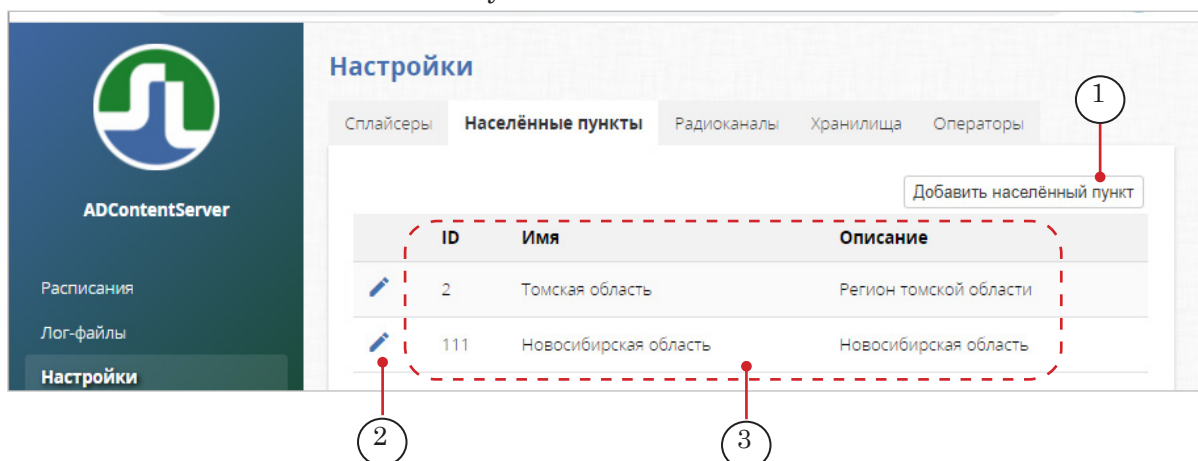 Настройки
1
Сплайсеры Населённые пункты Радиоканалы Хранилища Операторы
Добавить населённый пункт
ADContentServer
ID Имя Описание
Расписания
2 Томская область Регион томской области
Лог-файлы
111 Новосибирская область Новосибирская область
Настройки
2 3